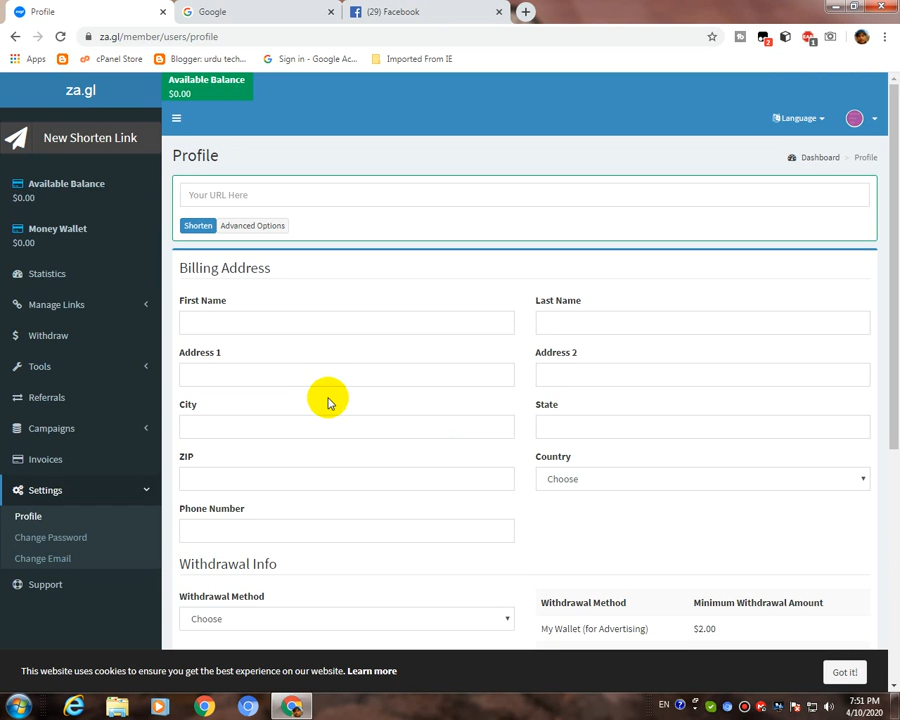 Profile
Google
(29) Facebook
za.gl/member/users/profile
Apps
cPanel Store
Blogger: urdu tech...
Sign in - Google Ac...
Imported From IE
za.gl
Available Balance
$0.00
New Shorten Link
Language
Available Balance
$0.00
Money Wallet
$0.00
Statistics
Manage Links
Withdraw
Tools
Referrals
Campaigns
Invoices
Settings
Profile
Change Password
Change Email
Support
Profile
Dashboard > Profile
Your URL Here
Shorten Advanced Options
Billing Address
First Name
Last Name
Address 1
Address 2
City
State
ZIP
Country
Choose
Phone Number
Withdrawal Info
Withdrawal Method
Choose
Withdrawal Method Minimum Withdrawal Amount
My Wallet (for Advertising) $2.00
This website uses cookies to ensure you get the best experience on our website. Learn more
Got it!
EN
7:51 PM
4/10/2020